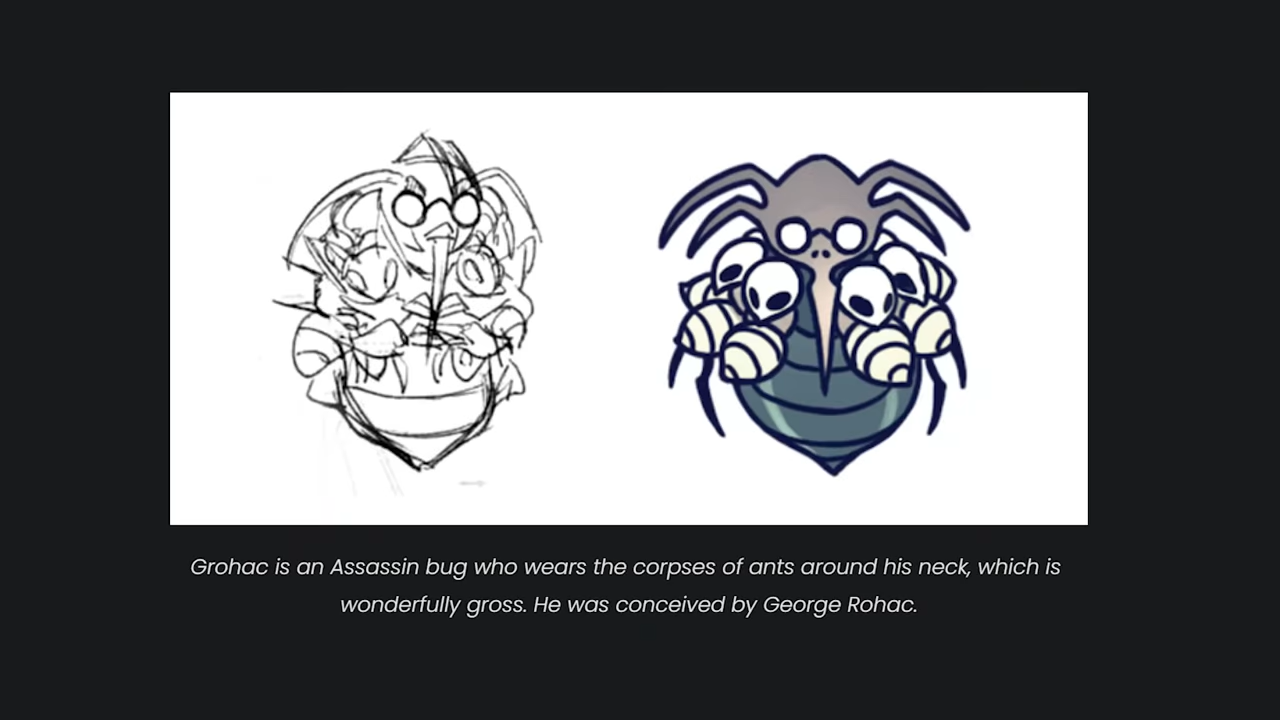 Grohac is an Assassin bug who wears the corpses of ants around his neck, which is
wonderfully gross. He was conceived by George Rohac.